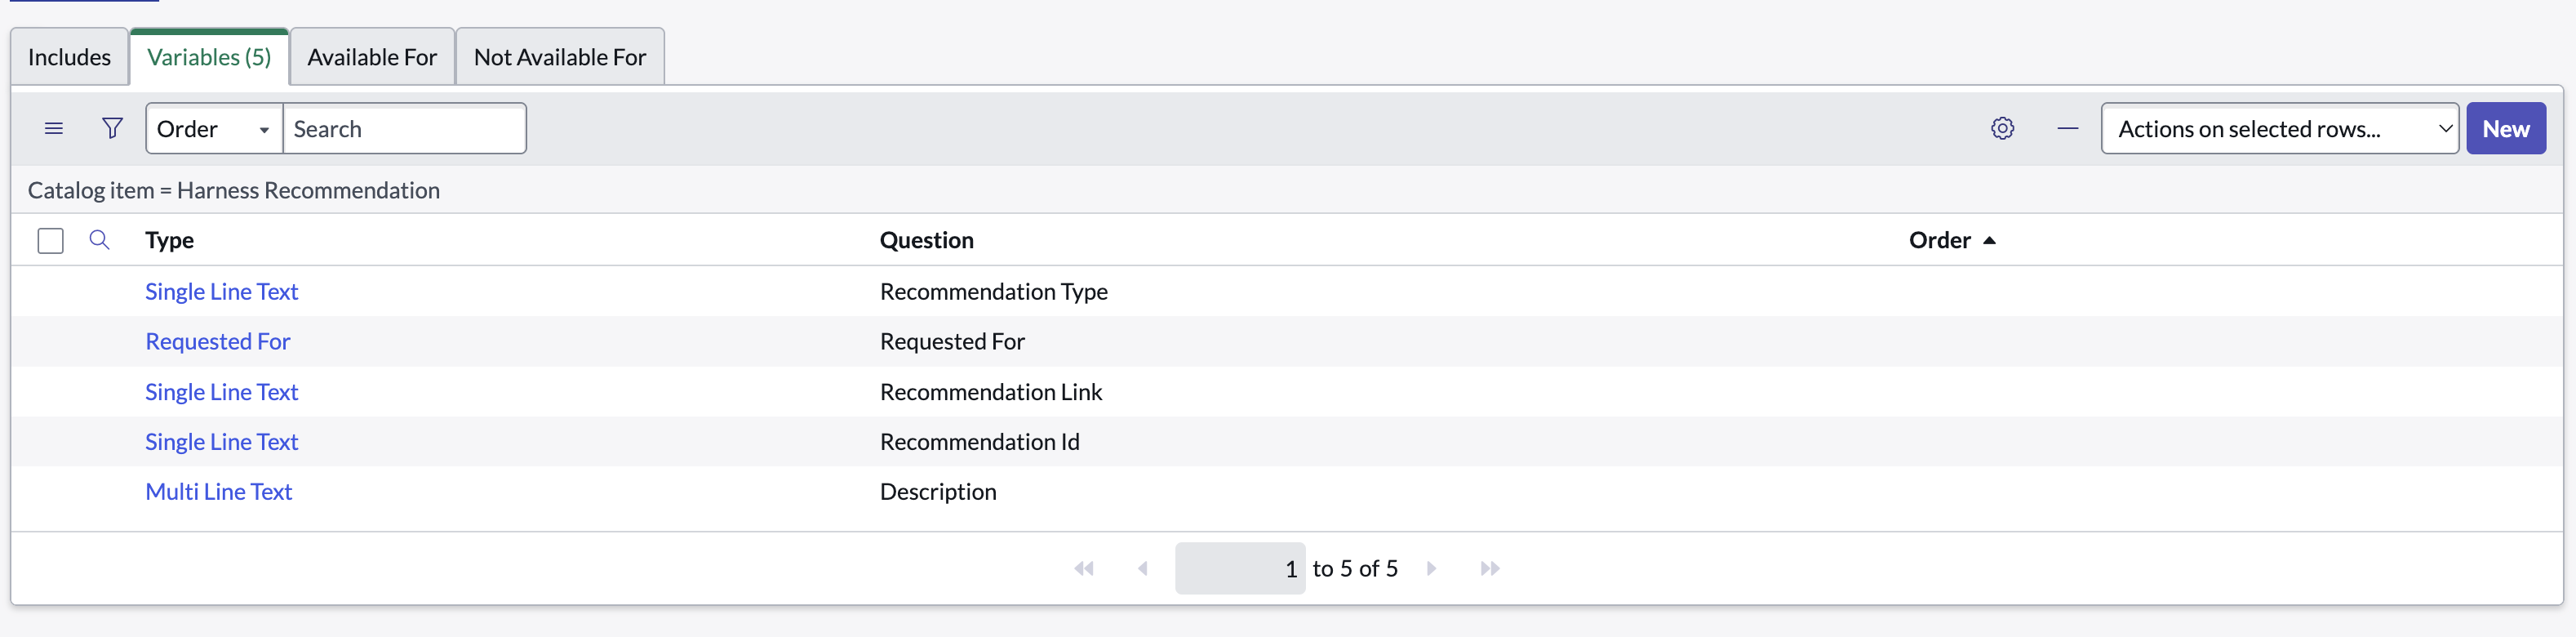 Includes Variables (5) Available For Not Available For
Order Search Actions on selected rows... New
Catalog item = Harness Recommendation
Type Question Order
Single Line Text Recommendation Type
Requested For Requested For
Single Line Text Recommendation Link
Single Line Text Recommendation Id
Multi Line Text Description
1 to 5 of 5